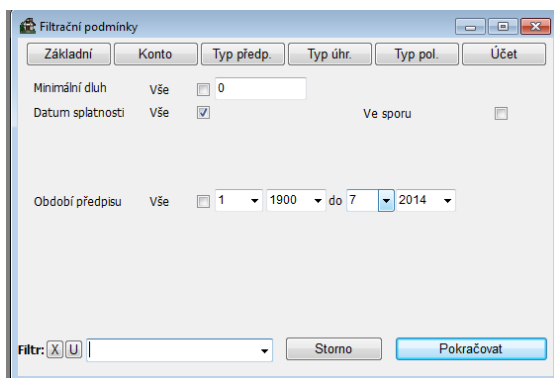 Filtrační podmínky
Základní Konto Typ předp. Typ úhr. Typ pol. Účet
Minimální dluh Vše 0
Datum splatnosti Vše Ve sporu
Období předpisu Vše 1 1900 do 7 2014
Filtr: X U Storno Pokračovat